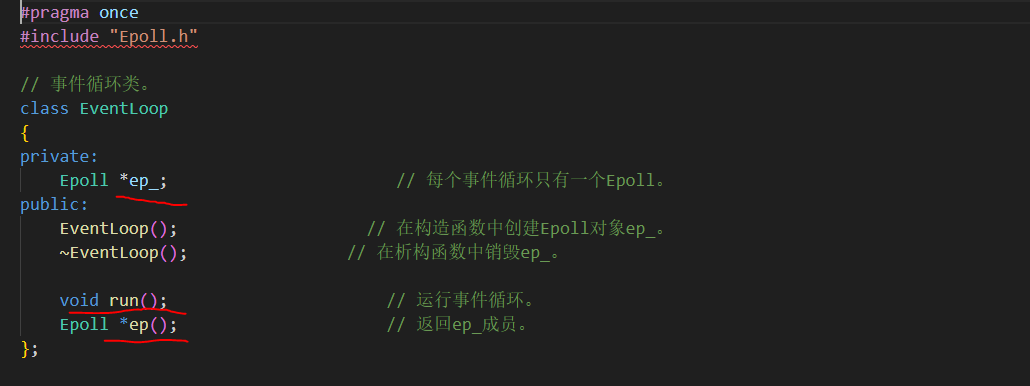 #pragma once
#include "Epoll.h"
// 事件循环类。
class EventLoop
{
private:
Epoll *ep_; // 每个事件循环只有一个Epoll。
public:
EventLoop(); // 在构造函数中创建Epoll对象ep_。
~EventLoop(); // 在析构函数中销毁ep_。
void run(); // 运行事件循环。
Epoll *ep(); // 返回ep_成员。
};